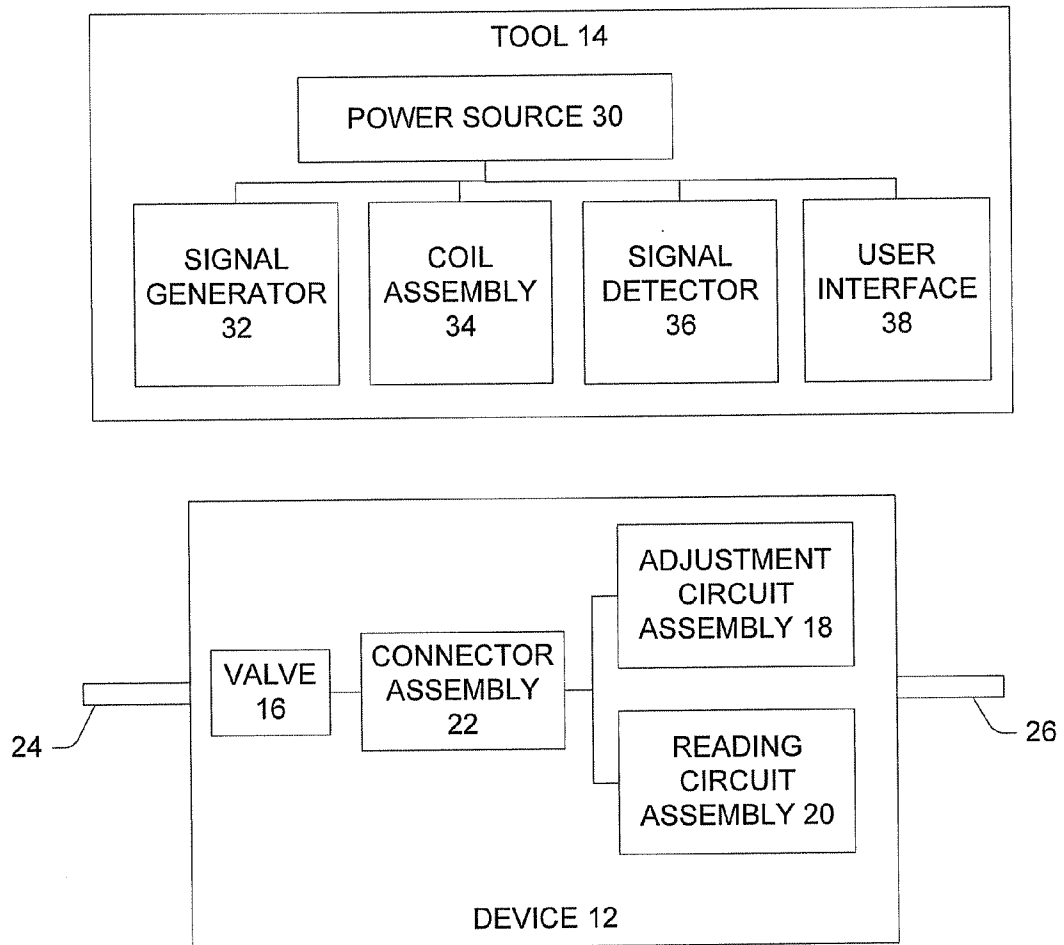 TOOL 14
POWER SOURCE 30
SIGNAL
GENERATOR
32
COIL
ASSEMBLY
34
SIGNAL
DETECTOR
36
USER
INTERFACE
38
ADJUSTMENT
CIRCUIT
ASSEMBLY 18
VALVE
16
CONNECTOR
ASSEMBLY
22
READING
CIRCUIT
ASSEMBLY 20
24
26
DEVICE 12